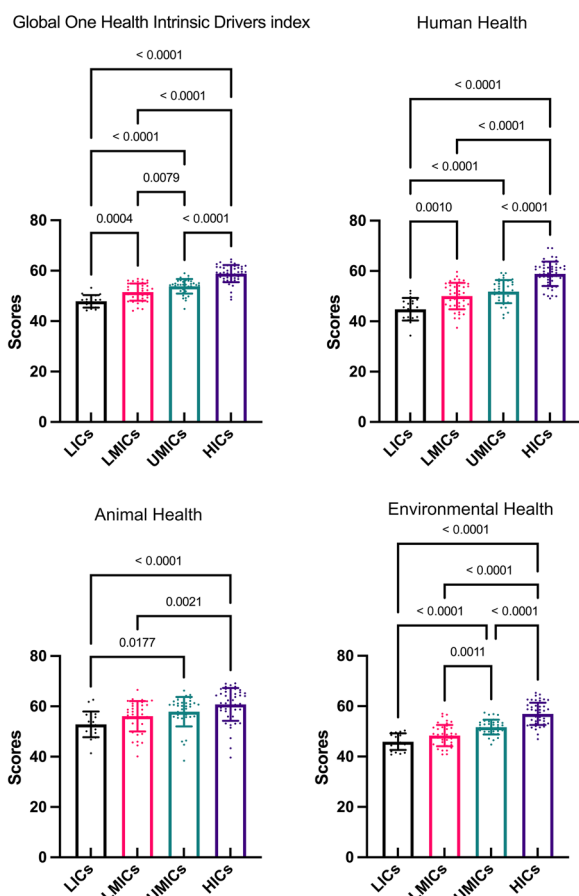 Global One Health Intrinsic Drivers index
< 0.0001
< 0.0001
< 0.0001
0.0079
0.0004
< 0.0001
80
60
40
20
0
Scores
LICs
LMICs
UMICs
HICs
Human Health
< 0.0001
< 0.0001
< 0.0001
0.0010
< 0.0001
80
60
40
20
0
Scores
LICs
LMICs
UMICs
HICs
Animal Health
< 0.0001
0.0021
0.0177
80
60
40
20
0
Scores
LICs
LMICs
UMICs
HICs
Environmental Health
< 0.0001
< 0.0001
< 0.0001
< 0.0001
0.0011
80
60
40
20
0
Scores
LICs
LMICs
UMICs
HICs